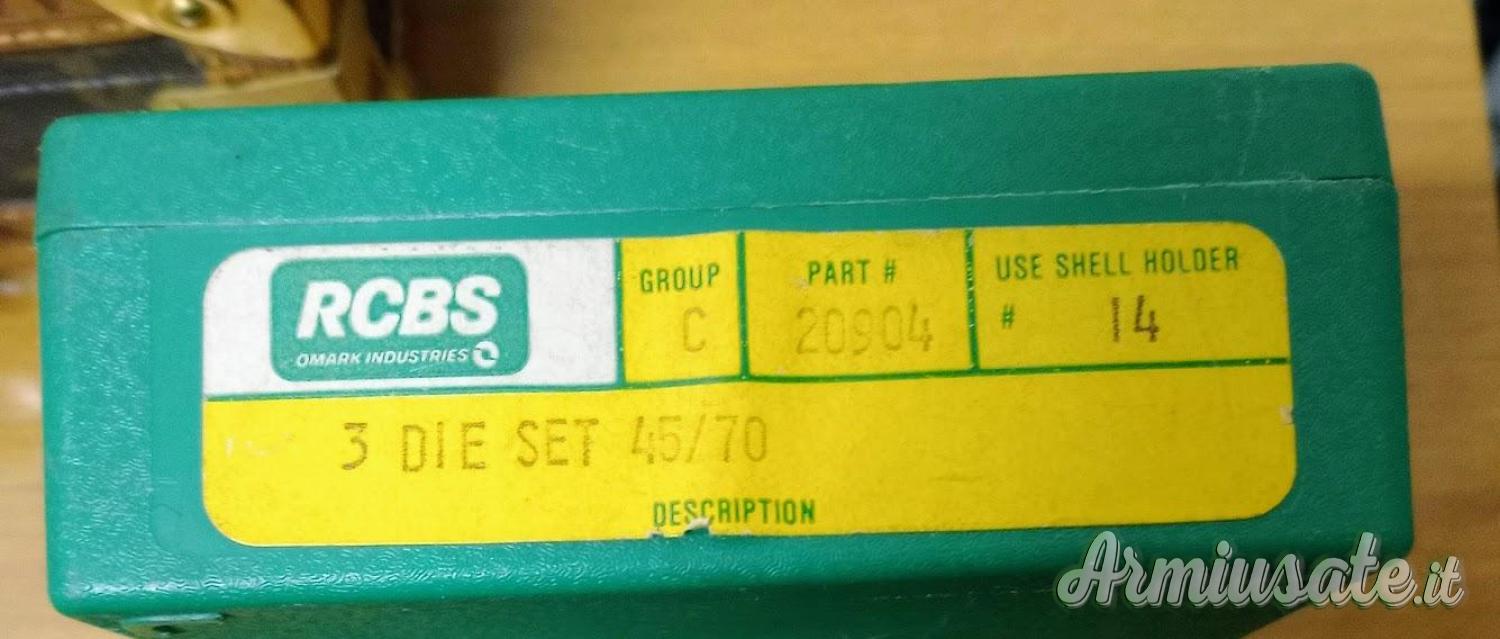 RCBS
OMARK INDUSTRIES
GROUP
C
PART #
20904
USE SHELL HOLDER
# 14
3 DIE SET 45/70
DESCRIPTION
Armiusate.it